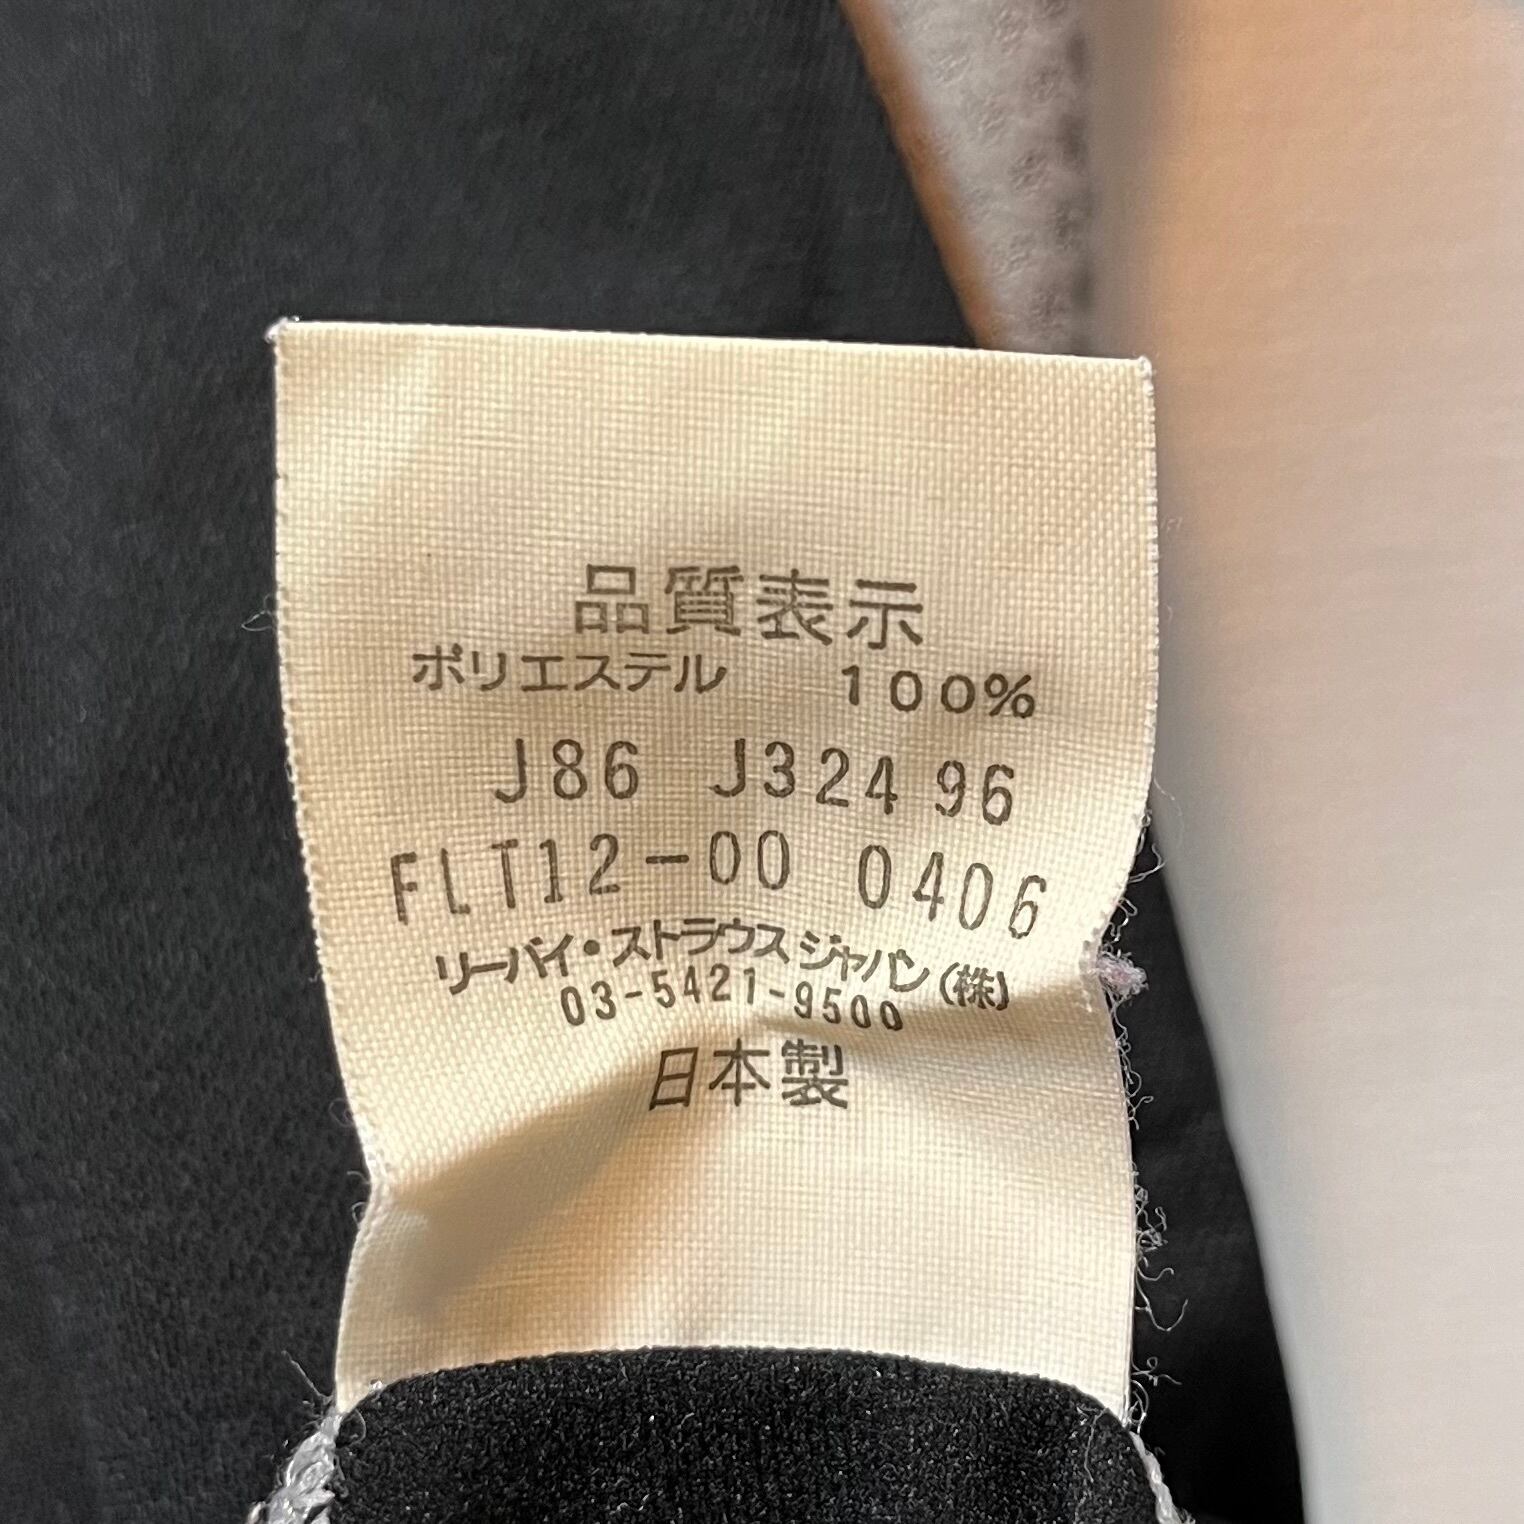 品質表示
ポリエステル 100%
J86 J324 96
FLT12-00 0406
リーバイ・ストラウス ジャパン(株)
03-5421-9500
日本製